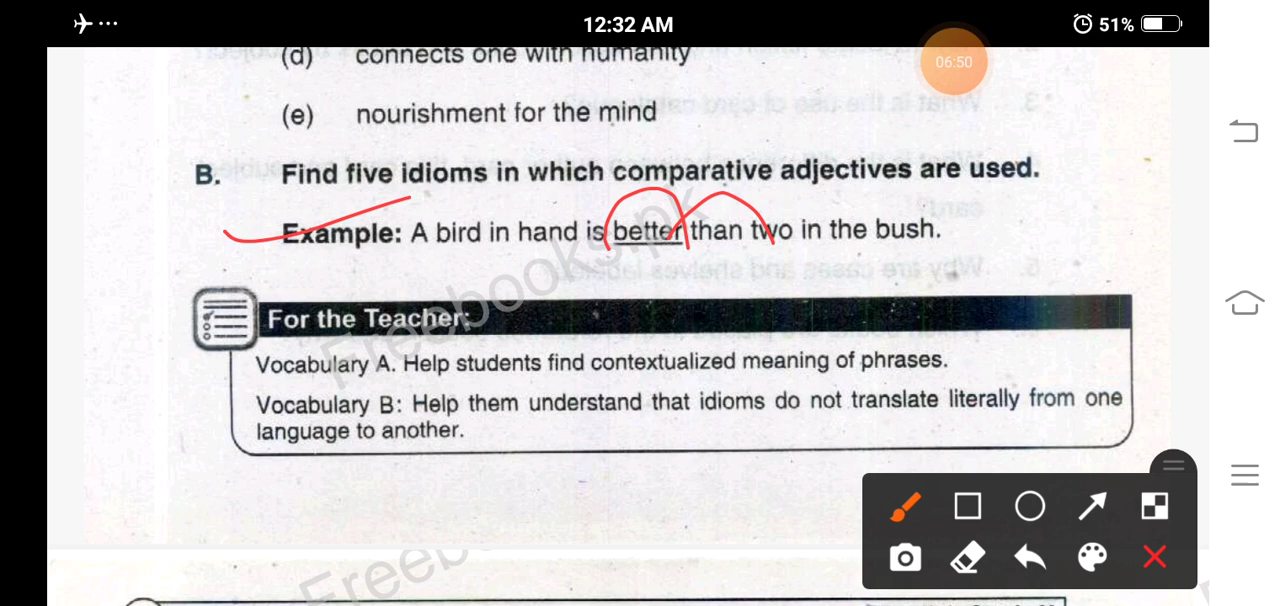 12:32 AM
51%
(d) connects one with humanity
06:50
(e) nourishment for the mind
B. Find five idioms in which comparative adjectives are used.
Example: A bird in hand is better than two in the bush.
For the Teacher:
Vocabulary A. Help students find contextualized meaning of phrases.
Vocabulary B: Help them understand that idioms do not translate literally from one
language to another.
Freebooks.pk